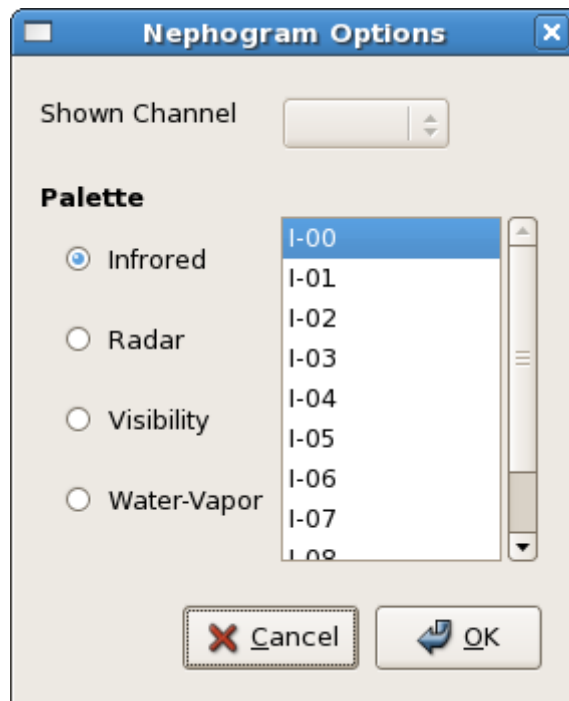 Nephogram Options
Shown Channel
Palette
Infrored
Radar
Visibility
Water-Vapor
I-00
I-01
I-02
I-03
I-04
I-05
I-06
I-07
I-08
Cancel
OK